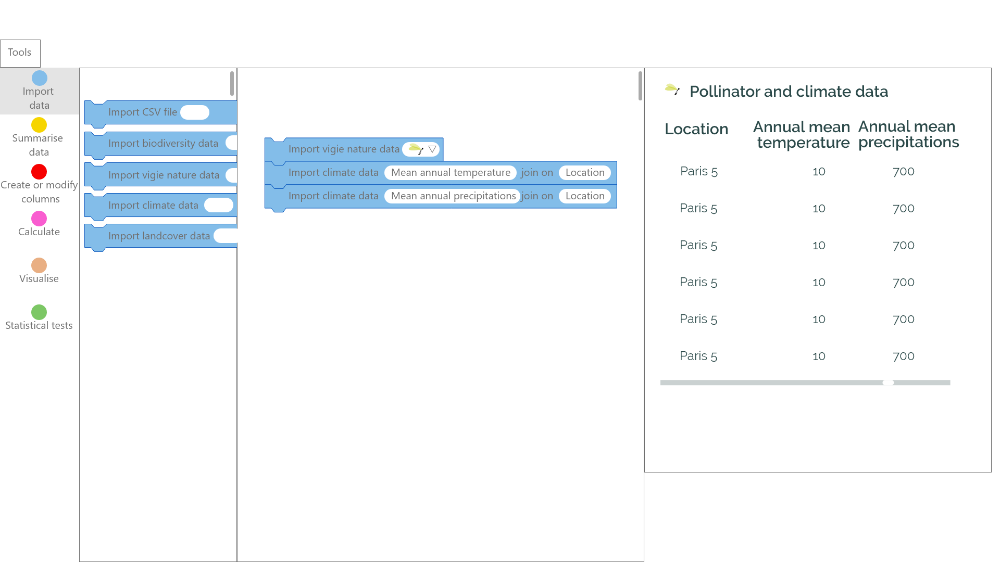 Tools
Import
data
Summarise
data
Create or modify
columns
Calculate
Visualise
Statistical tests
Import CSV file
Import biodiversity data
Import vigie nature data
Import climate data
Import landcover data
Import vigie nature data
Import climate data Mean annual temperature join on Location
Import climate data Mean annual precipitations join on Location
Pollinator and climate data
Location Annual mean temperature Annual mean precipitations
Paris 5 10 700
Paris 5 10 700
Paris 5 10 700
Paris 5 10 700
Paris 5 10 700
Paris 5 10 700